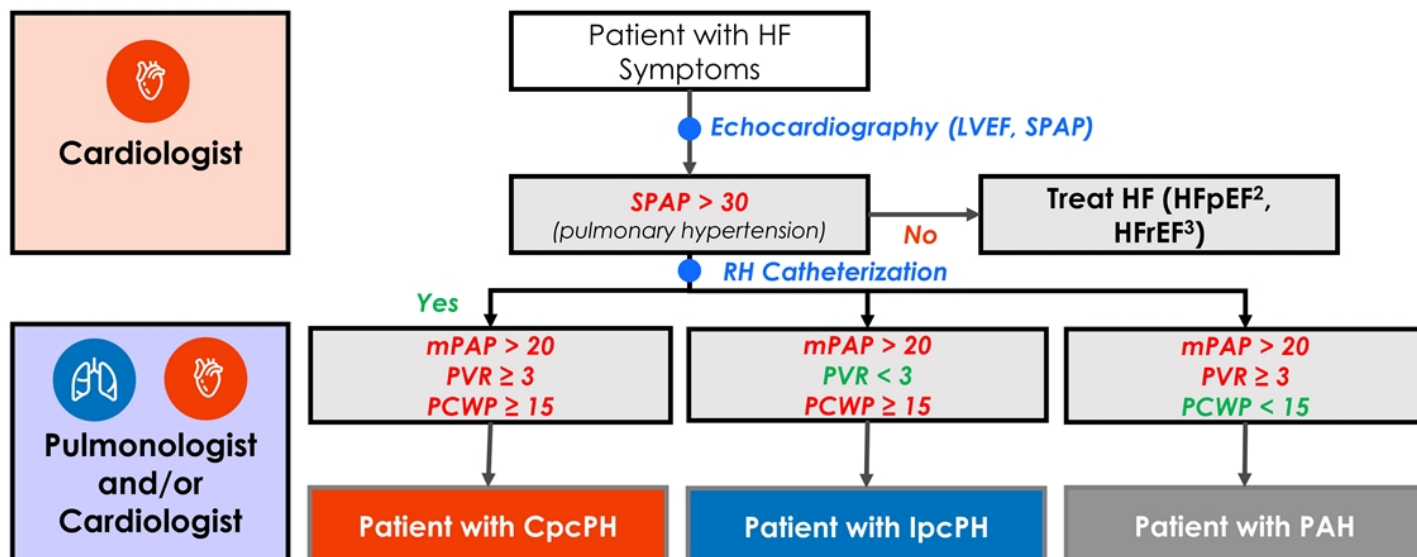 Patient with HF
Symptoms
Cardiologist
Echocardiography (LVEF, SPAP)
SPAP > 30
(pulmonary hypertension)
No
Treat HF (HFpEF²,
HFrEF³)
RH Catheterization
Yes
Pulmonologist
and/or
Cardiologist
mPAP > 20
PVR ≥ 3
PCWP ≥ 15
mPAP > 20
PVR < 3
PCWP ≥ 15
mPAP > 20
PVR ≥ 3
PCWP < 15
Patient with CpcPH
Patient with IpcPH
Patient with PAH